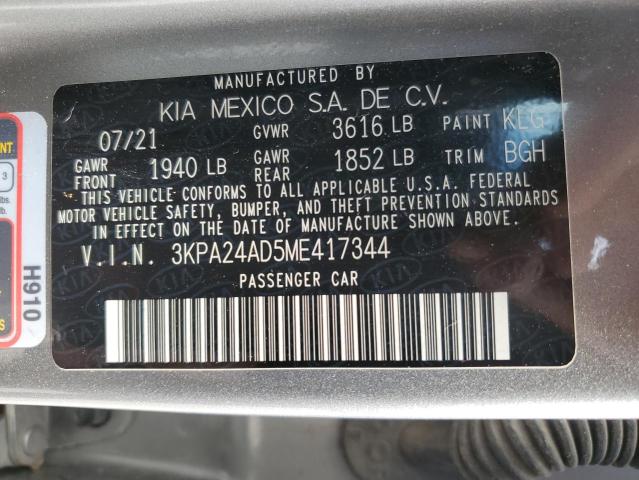 MANUFACTURED BY
KIA MEXICO S.A. DE C.V.
07/21 GVWR 3616 LB PAINT KLG
GAWR FRONT 1940 LB GAWR REAR 1852 LB TRIM BGH
THIS VEHICLE CONFORMS TO ALL APPLICABLE U.S.A. FEDERAL
MOTOR VEHICLE SAFETY, BUMPER, AND THEFT PREVENTION STANDARDS
IN EFFECT ON THE DATE OF MANUFACTURE SHOWN ABOVE.
V.I.N. 3KPA24AD5ME417344
PASSENGER CAR
H910
3